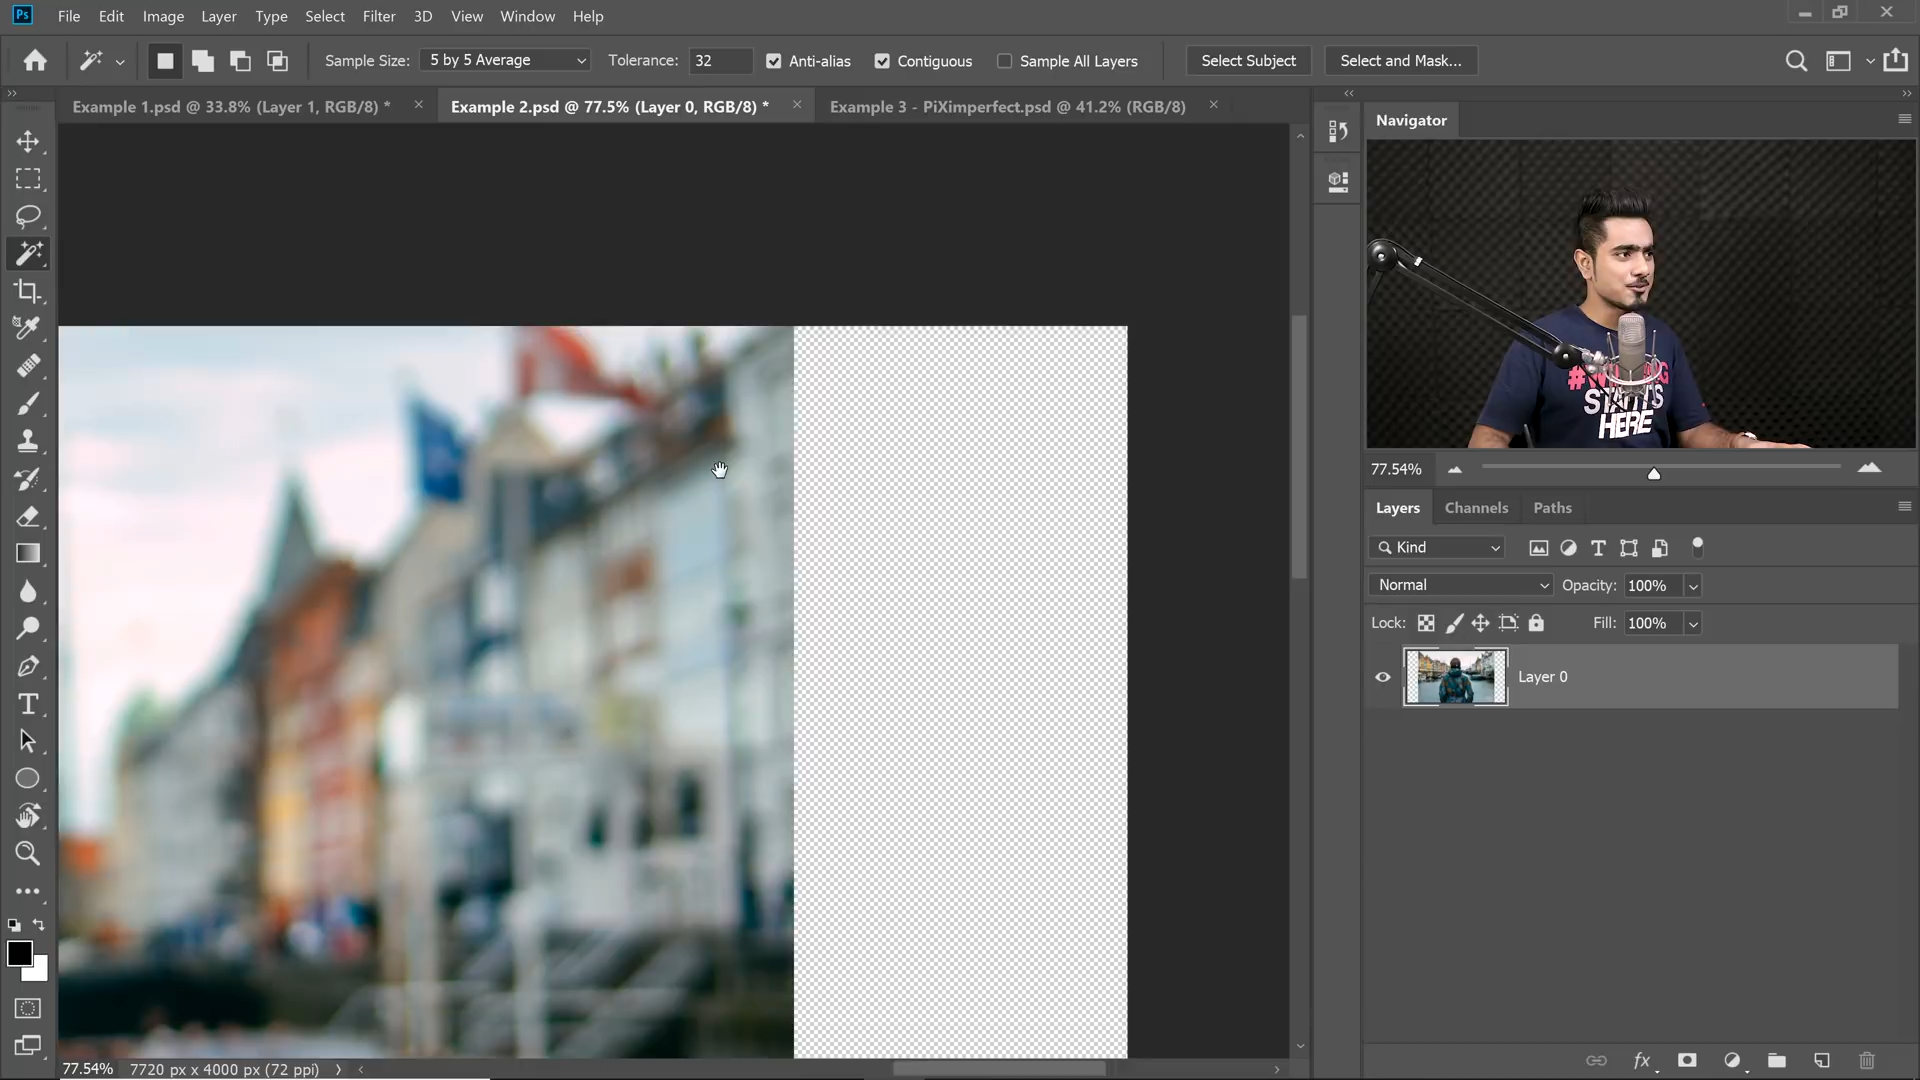 Ps File Edit Image Layer Type Select Filter 3D View Window Help
Sample Size: 5 by 5 Average Tolerance: 32 Anti-alias Contiguous Sample All Layers Select Subject Select and Mask...
Example 1.psd @ 33.8% (Layer 1, RGB/8) * Example 2.psd @ 77.5% (Layer 0, RGB/8) * Example 3 - PiXimperfect.psd @ 41.2% (RGB/8)
Navigator
STARTS
HERE
77.54%
Layers Channels Paths
Kind
Normal Opacity: 100%
Lock: Fill: 100%
Layer 0
77.54% 7720 px x 4000 px (72 ppi)